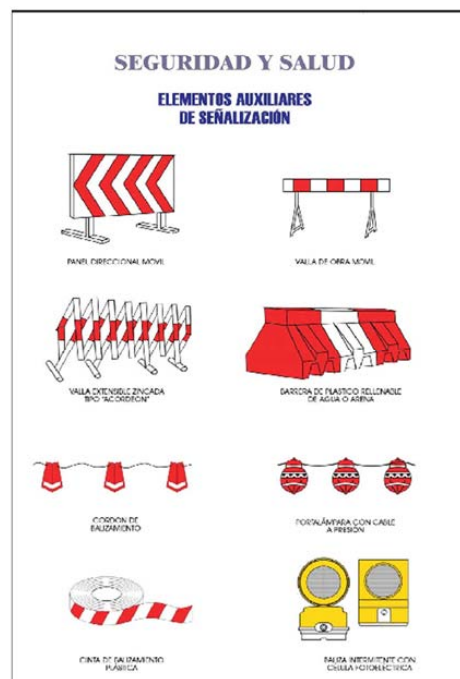 SEGURIDAD Y SALUD
ELEMENTOS AUXILIARES
DE SEÑALIZACIÓN
PANEL DIRECCIONAL MOVIL
VALLA DE OBRA MOVIL
VALLA EXTENSIBLE ZINCADA
TIPO "ACORDEON"
BARRERA DE PLASTICO RELLENABLE
DE AGUA O ARENA
CORDON DE
BALIZAMIENTO
PORTALÁMPARA CON CABLE
A PRESIÓN
CINTA DE BALIZAMIENTO
PLÁSTICA
BALIZA INTERMITENTE CON
CELULA FOTOELECTRICA